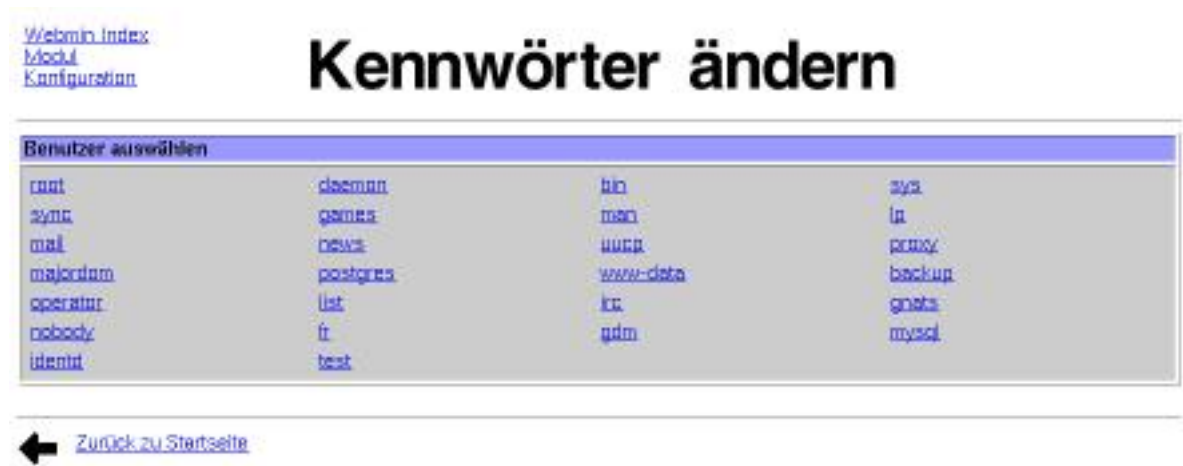 Webmin Index
Modul
Konfiguration
Kennwörter ändern
Benutzer auswählen
root daemon bin sys
sync games man lp
mail news uucp proxy
majordom postgres www-data backup
operator list irc gnats
nobody fr gdm mysql
identd test
Zurück zu Startseite